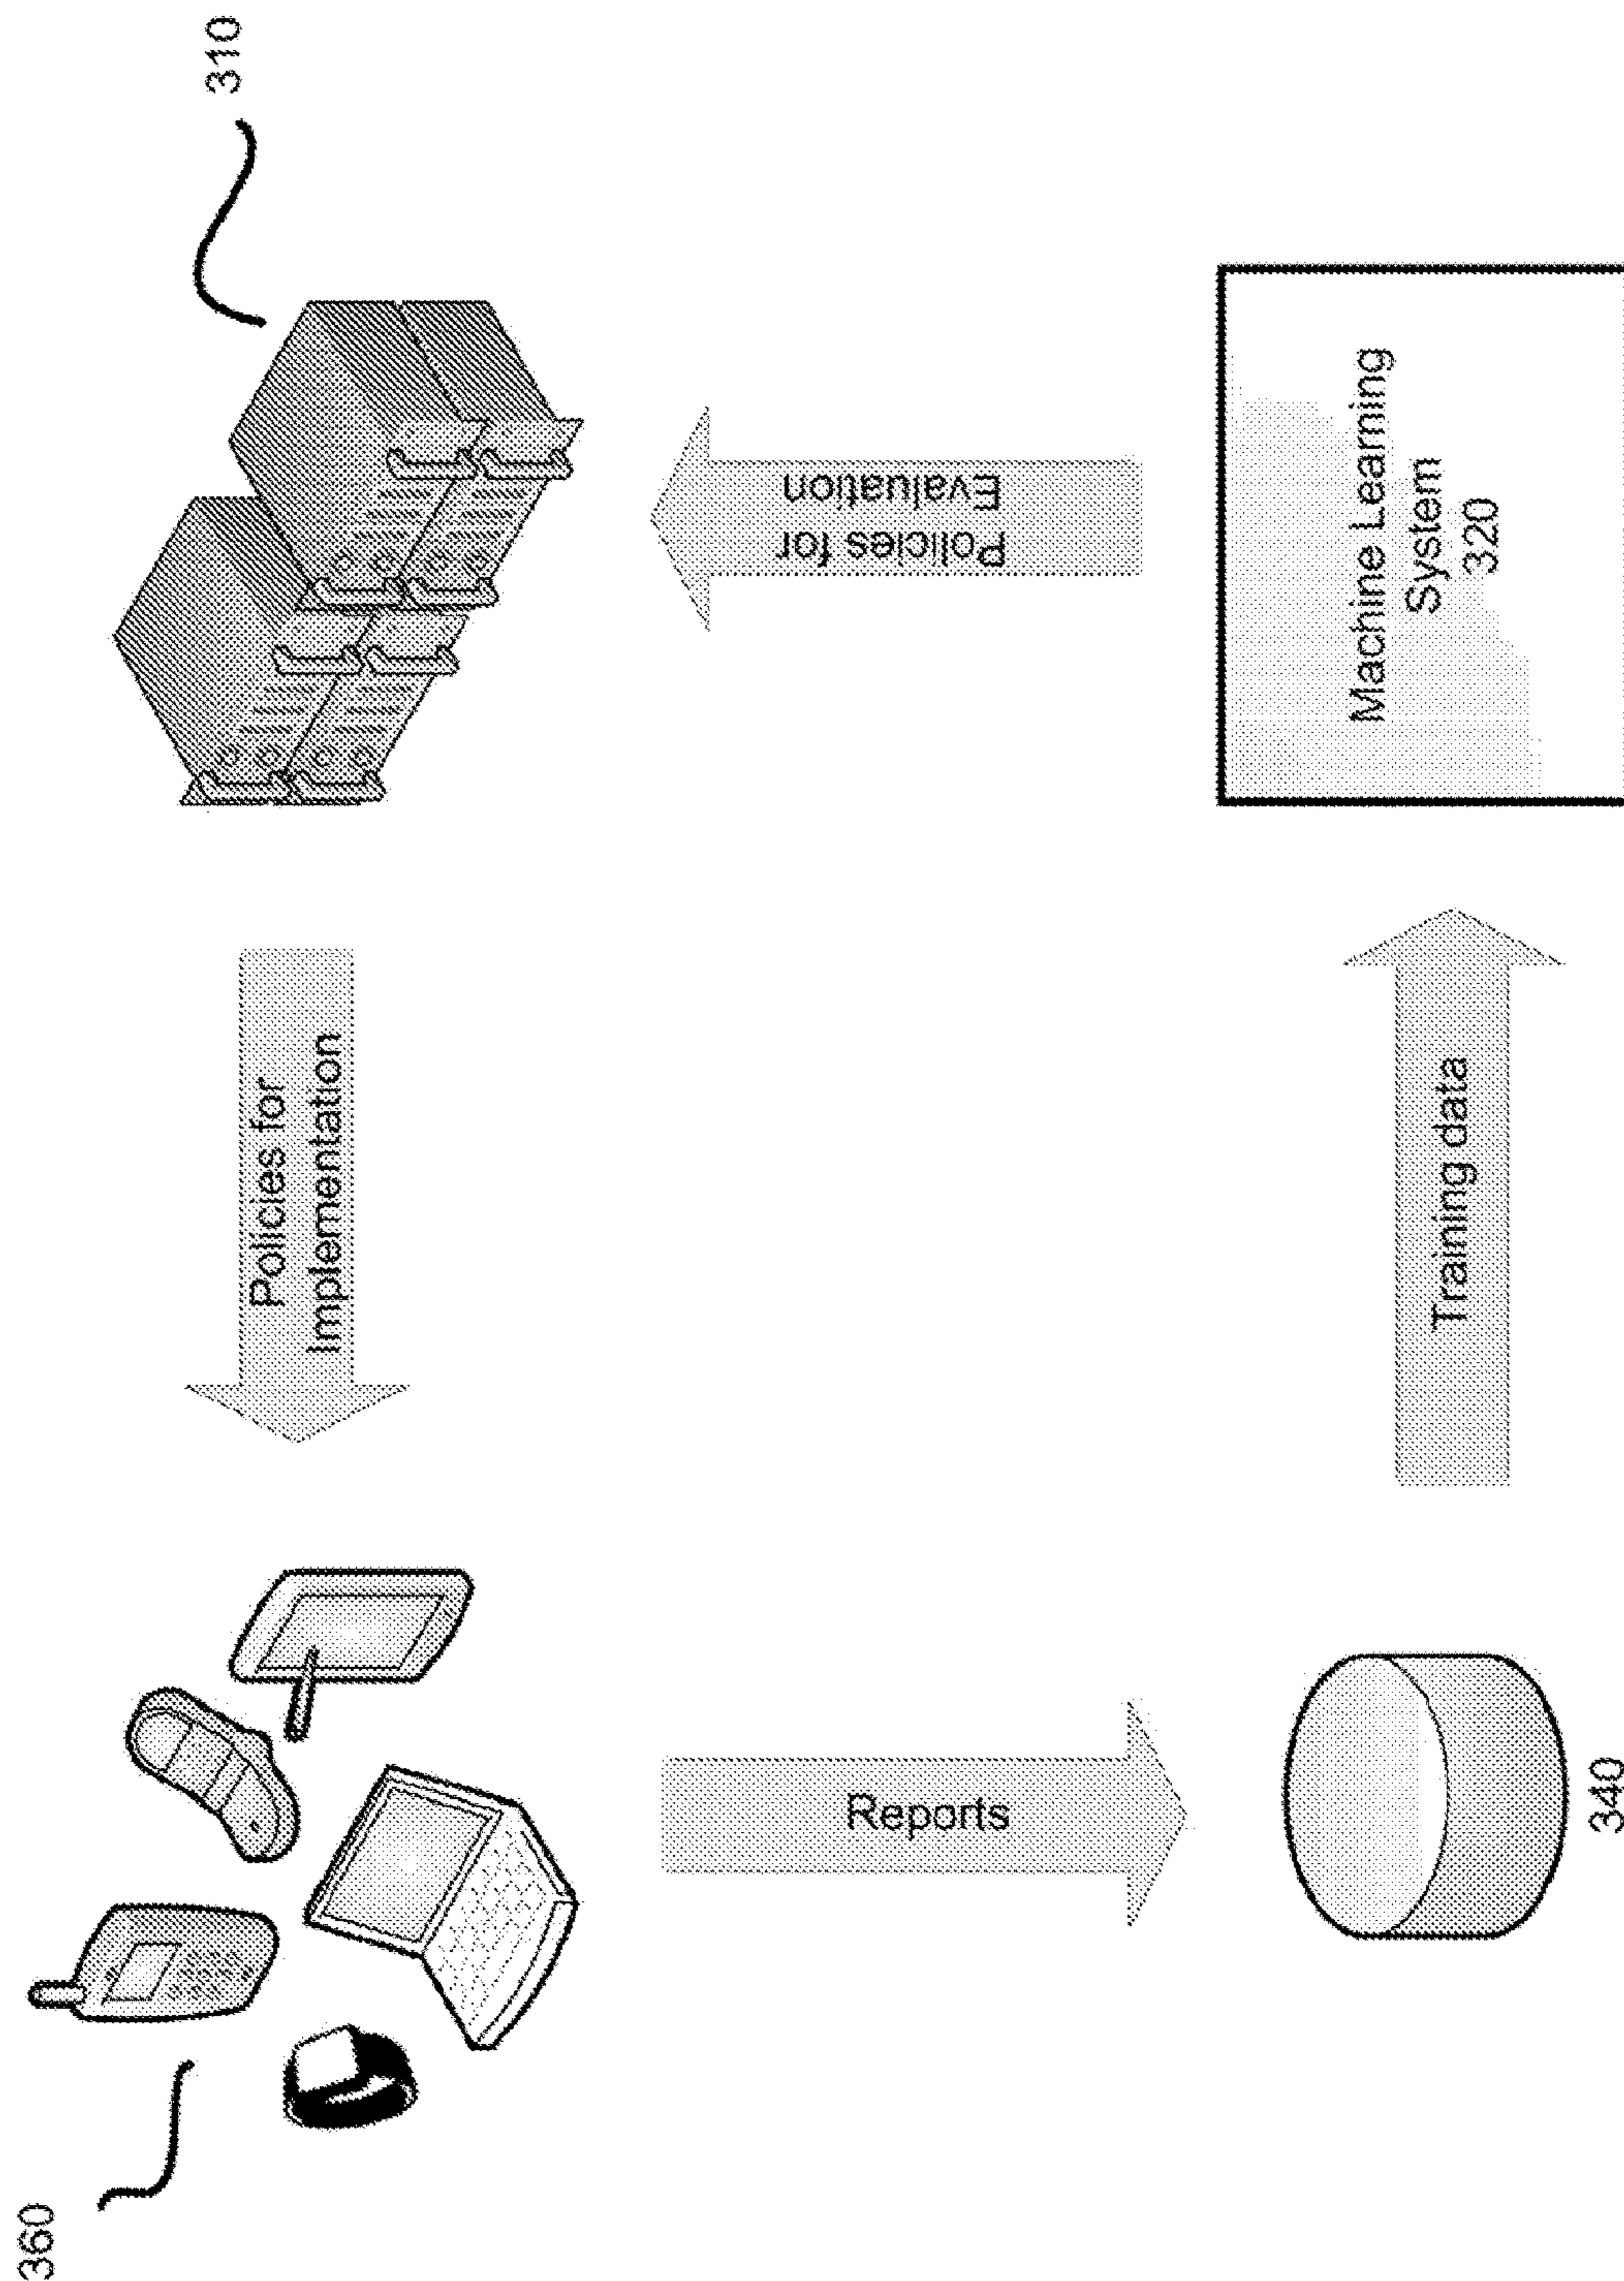 360
310
Policies for
Implementation
Policies for
Evaluation
Reports
Training data
Machine Learning
System
320
340